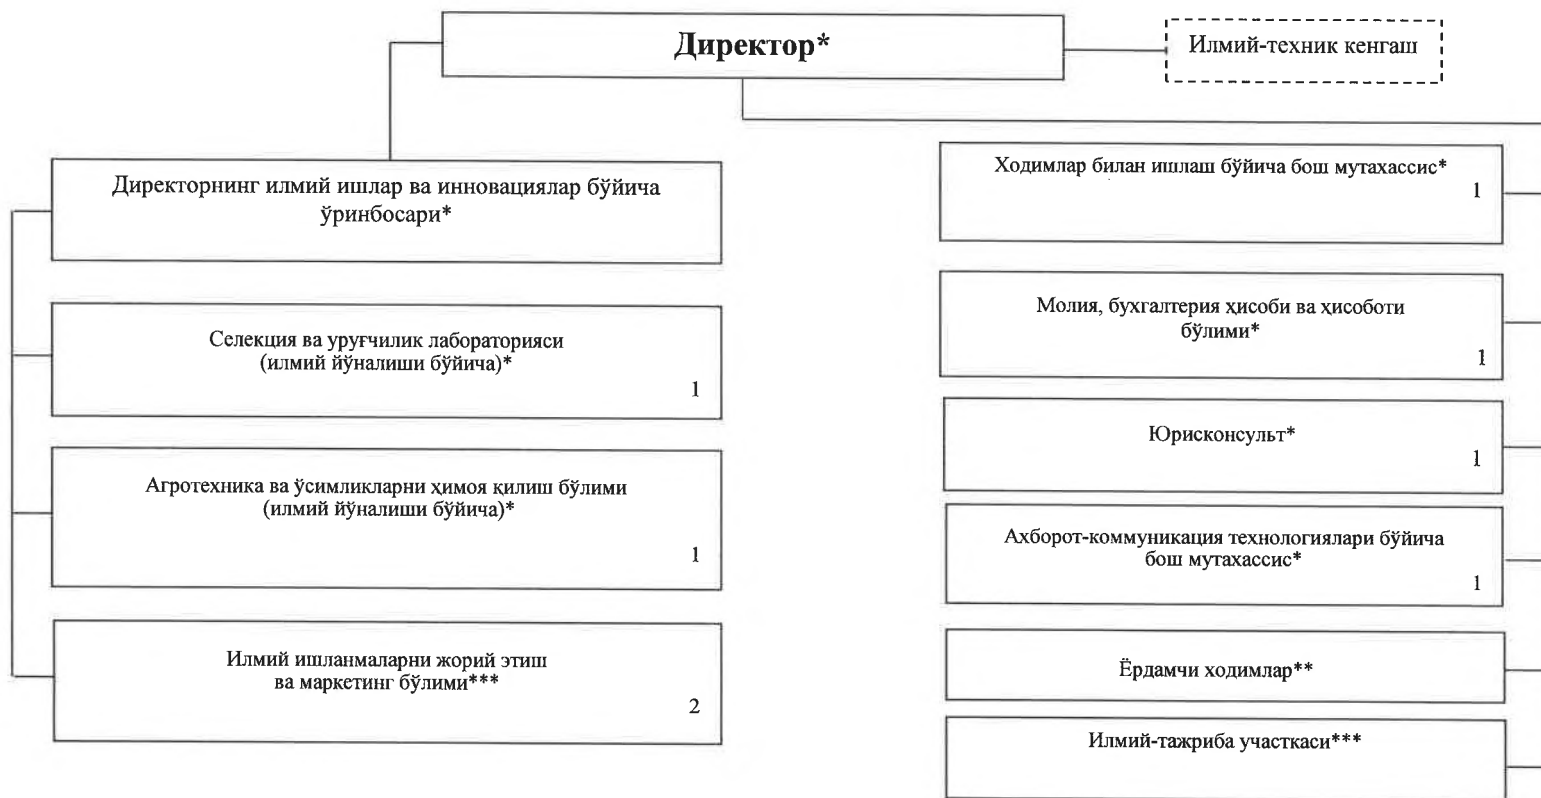 Директор*
Илмий-техник кенгаш
Директорнинг илмий ишлар ва инновациялар бўйича
ўринбосари*
Селекция ва уруғчилик лабораторияси
(илмий йўналиши бўйича)*
1
Агротехника ва ўсимликларни ҳимоя қилиш бўлими
(илмий йўналиши бўйича)*
1
Илмий ишланмаларни жорий этиш
ва маркетинг бўлими***
2
Ходимлар билан ишлаш бўйича бош мутахассис*
1
Молия, бухгалтерия ҳисоби ва ҳисоботи
бўлими*
1
Юрисконсульт*
1
Ахборот-коммуникация технологиялари бўйича
бош мутахассис*
1
Ёрдамчи ходимлар**
Илмий-тажриба участкаси***